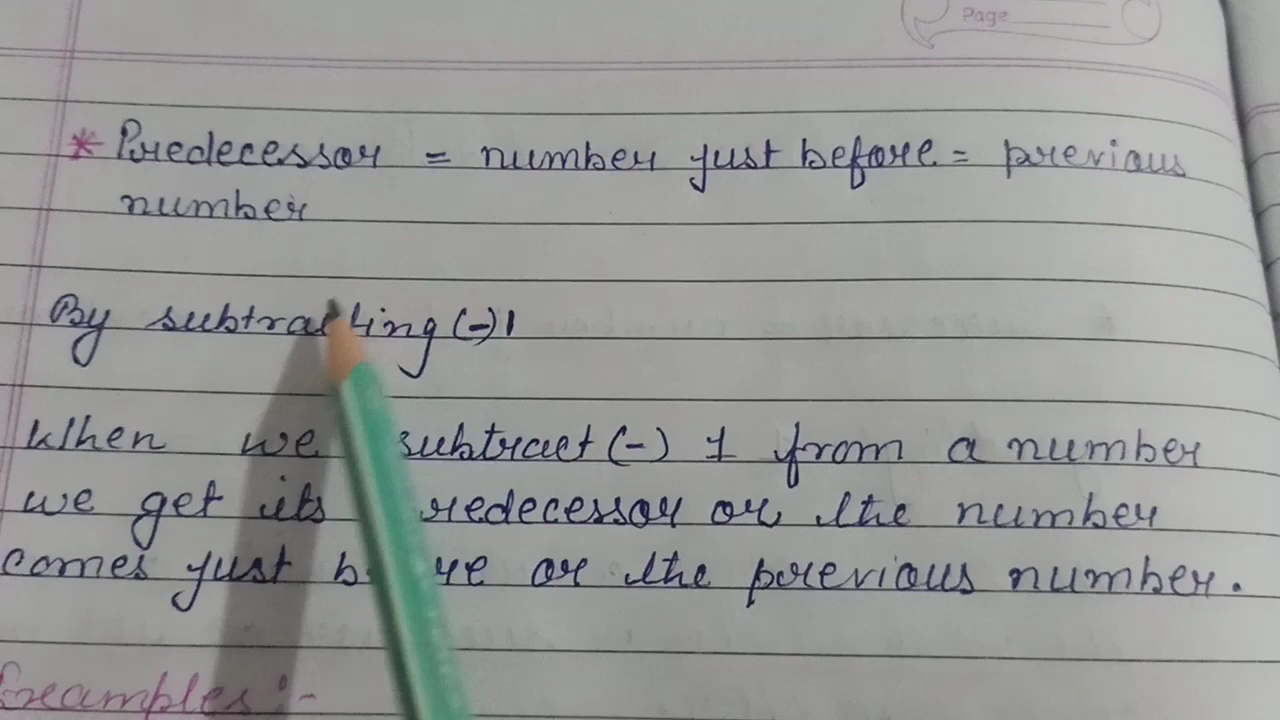 Page
* Predecessor = number just before = previous
number
By subtracting (-) 1
When we subtract (-) 1 from a number
we get its redecessor or the number
comes just b re or the previous number.
Examples :-